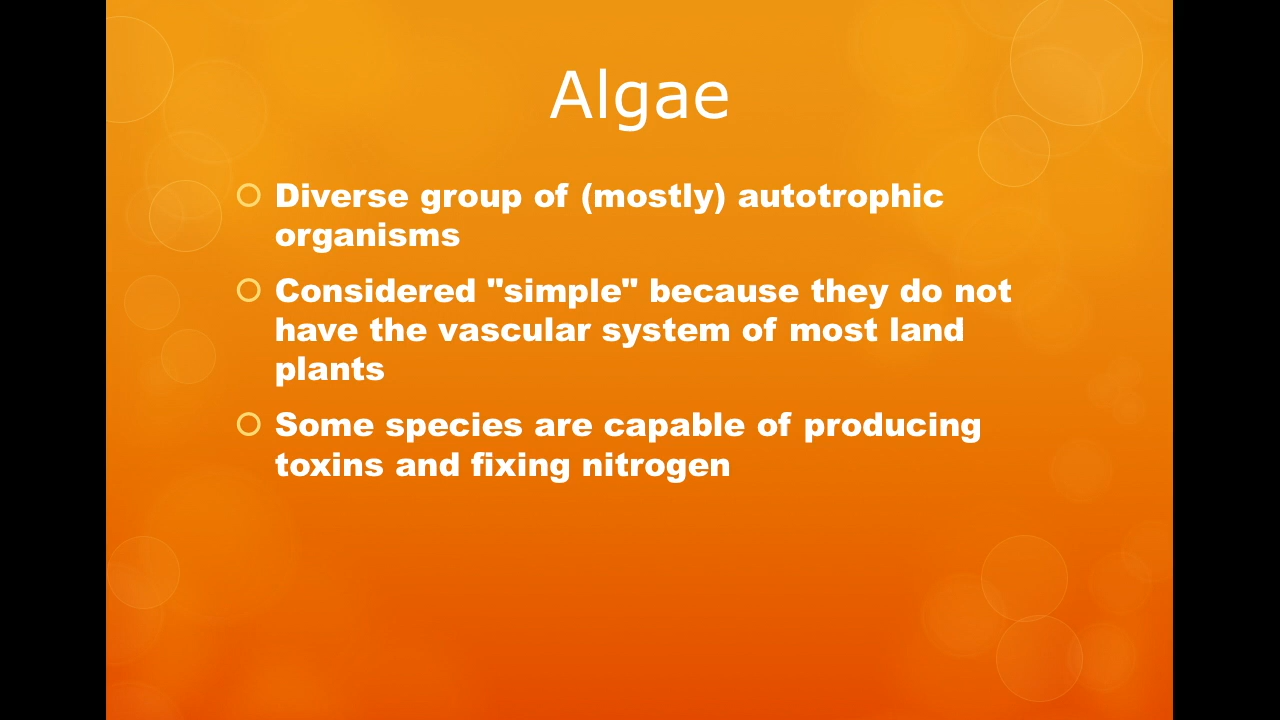 Algae
Diverse group of (mostly) autotrophic
organisms
Considered "simple" because they do not
have the vascular system of most land
plants
Some species are capable of producing
toxins and fixing nitrogen